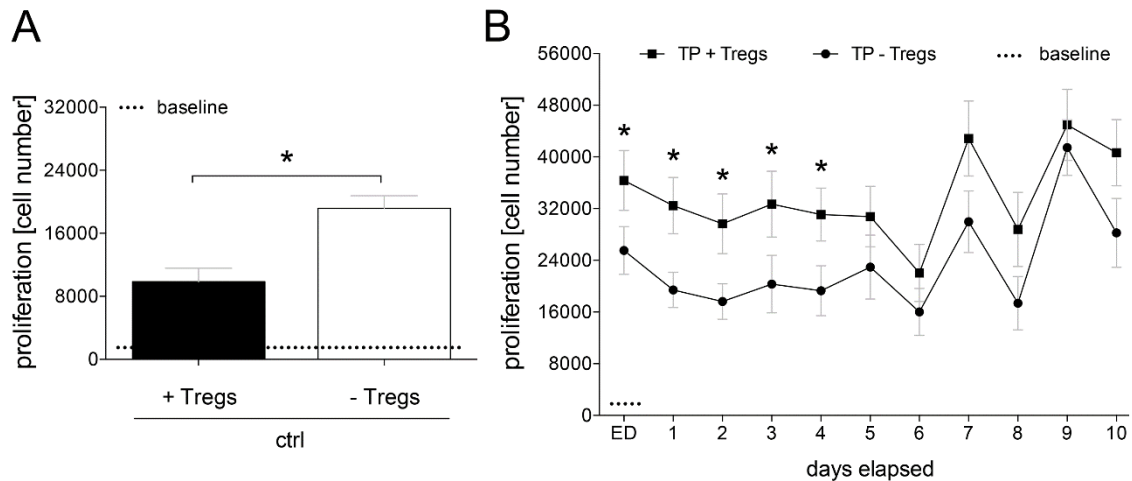 A
baseline
32000
24000
16000
8000
0
proliferation [cell number]
*
+ Tregs - Tregs
ctrl
B
TP + Tregs TP - Tregs baseline
56000
48000
40000
32000
24000
16000
8000
0
proliferation [cell number]
* * * * *
ED 1 2 3 4 5 6 7 8 9 10
days elapsed